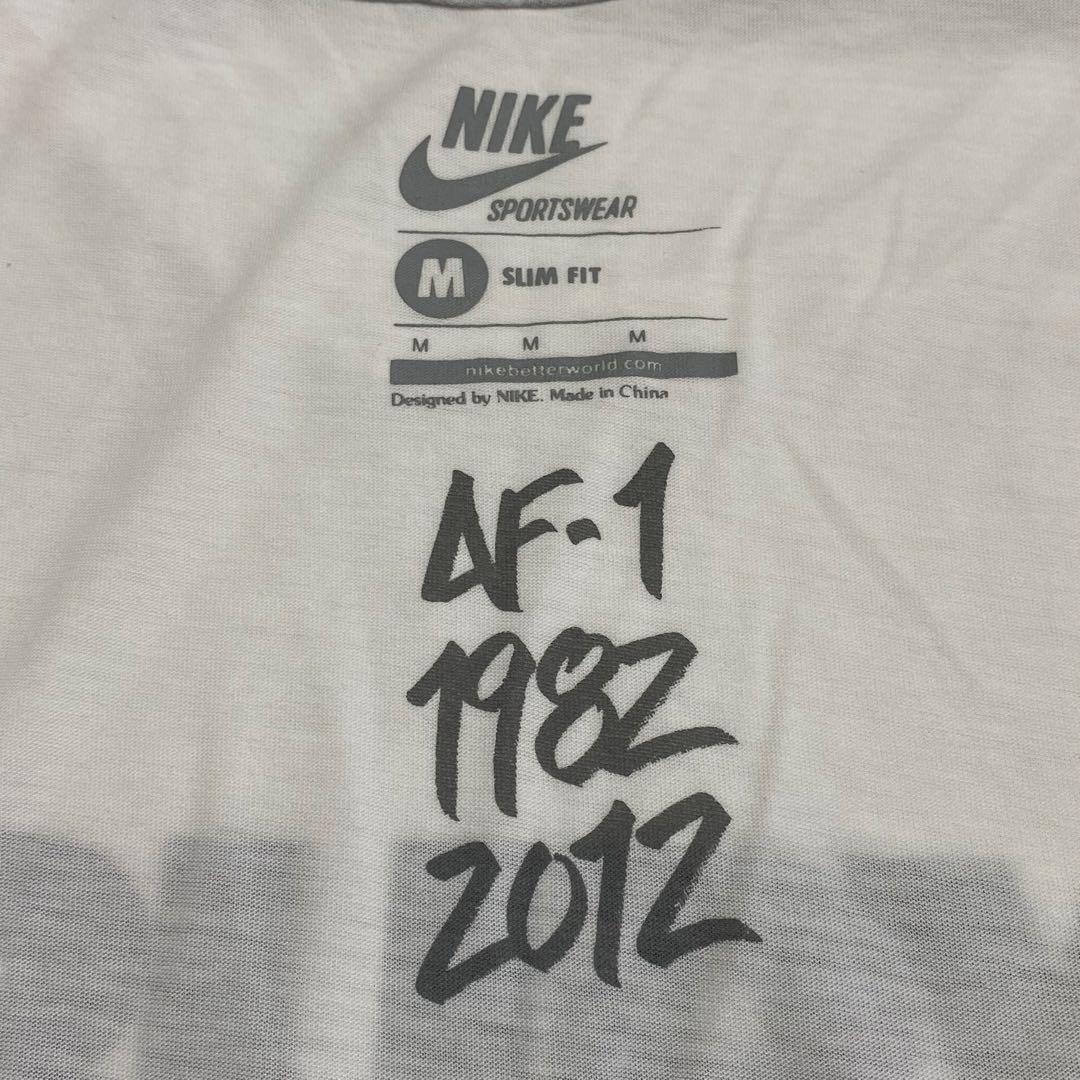 NIKE
SPORTSWEAR
M SLIM FIT
M M M
nikebetterworld.com
Designed by NIKE. Made in China
AF-1
1982
2012